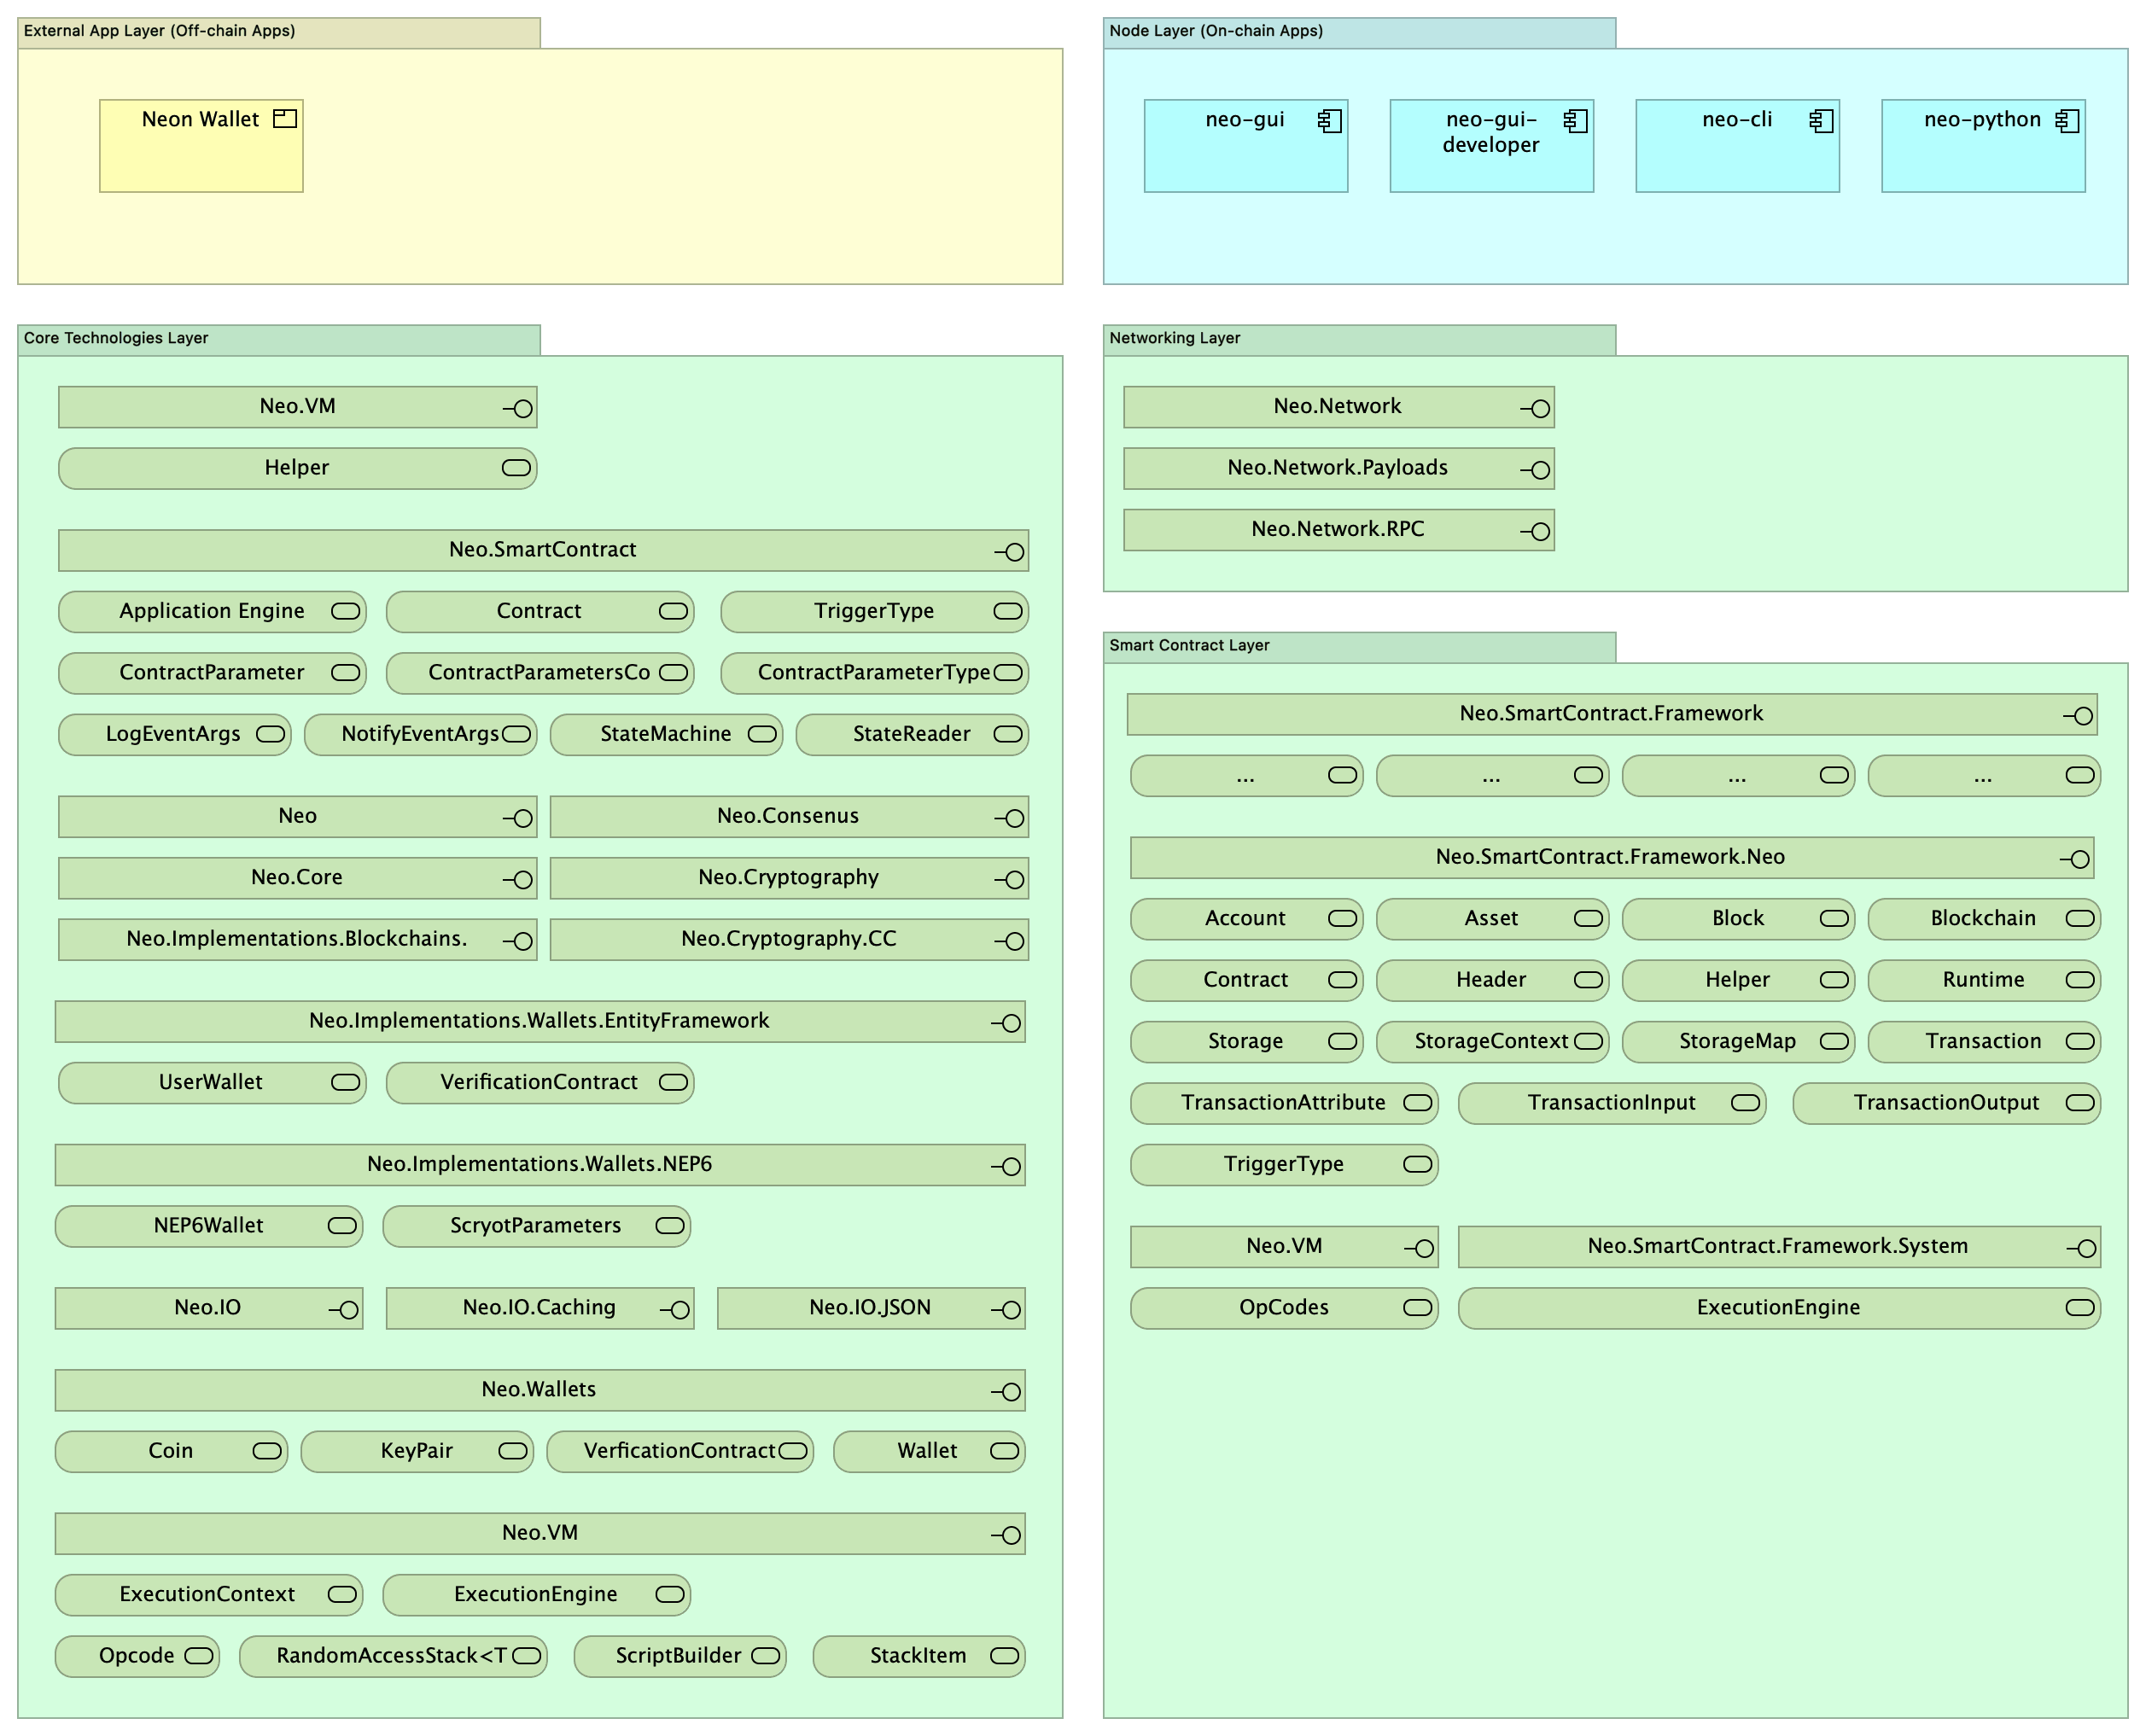 External App Layer (Off-chain Apps)
Neon Wallet
Node Layer (On-chain Apps)
neo-gui
neo-gui-
developer
neo-cli
neo-python
Core Technologies Layer
Neo.VM
Helper
Neo.SmartContract
Application Engine
Contract
TriggerType
ContractParameter
ContractParametersCo
ContractParameterType
LogEventArgs
NotifyEventArgs
StateMachine
StateReader
Neo
Neo.Consenus
Neo.Core
Neo.Cryptography
Neo.Implementations.Blockchains.
Neo.Cryptography.CC
Neo.Implementations.Wallets.EntityFramework
UserWallet
VerificationContract
Neo.Implementations.Wallets.NEP6
NEP6Wallet
ScryotParameters
Neo.IO
Neo.IO.Caching
Neo.IO.JSON
Neo.Wallets
Coin
KeyPair
VerficationContract
Wallet
Neo.VM
ExecutionContext
ExecutionEngine
Opcode
RandomAccessStack<T
ScriptBuilder
StackItem
Networking Layer
Neo.Network
Neo.Network.Payloads
Neo.Network.RPC
Smart Contract Layer
Neo.SmartContract.Framework
...
...
...
...
Neo.SmartContract.Framework.Neo
Account
Asset
Block
Blockchain
Contract
Header
Helper
Runtime
Storage
StorageContext
StorageMap
Transaction
TransactionAttribute
TransactionInput
TransactionOutput
TriggerType
Neo.VM
Neo.SmartContract.Framework.System
OpCodes
ExecutionEngine